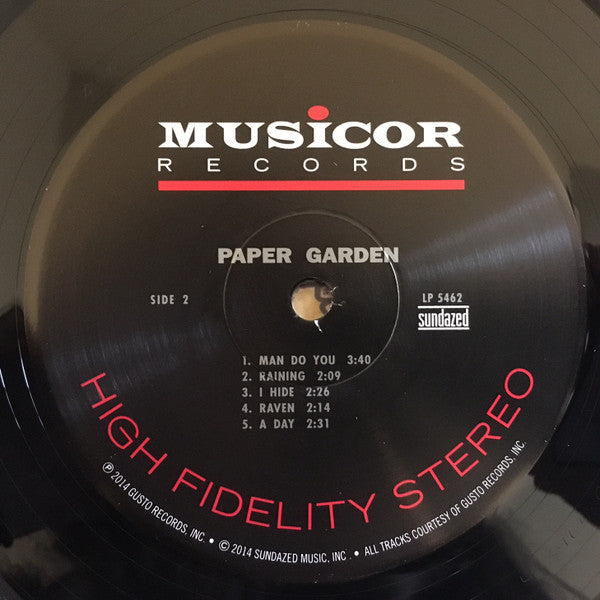 MUSiCOR
RECORDS
PAPER GARDEN
SIDE 2
LP 5462
sundazed
1. MAN DO YOU 3:40
2. RAINING 2:09
3. I HIDE 2:26
4. RAVEN 2:14
5. A DAY 2:31
HIGH FIDELITY STEREO
℗ 2014 GUSTO RECORDS, INC. • © 2014 SUNDAZED MUSIC, INC. • ALL TRACKS COURTESY OF GUSTO RECORDS, INC.